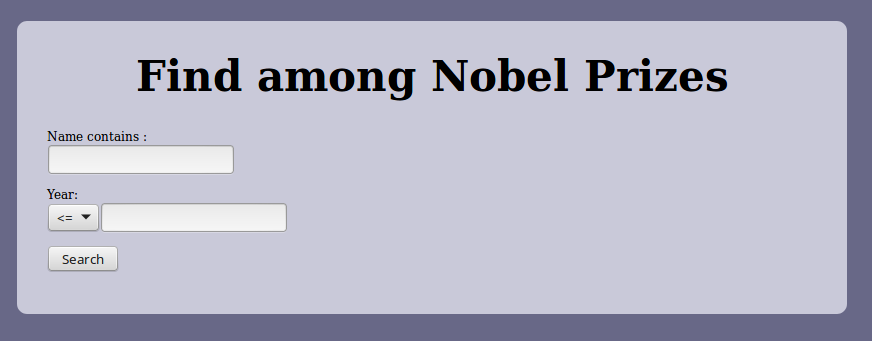 Find among Nobel Prizes
Name contains :
Year:
<=
Search